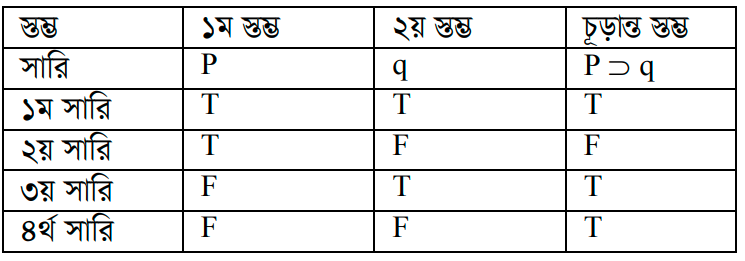 স্তম্ভ ১ম স্তম্ভ ২য় স্তম্ভ চূড়ান্ত স্তম্ভ
সারি P q P ⊃ q
১ম সারি T T T
২য় সারি T F F
৩য় সারি F T T
৪র্থ সারি F F T